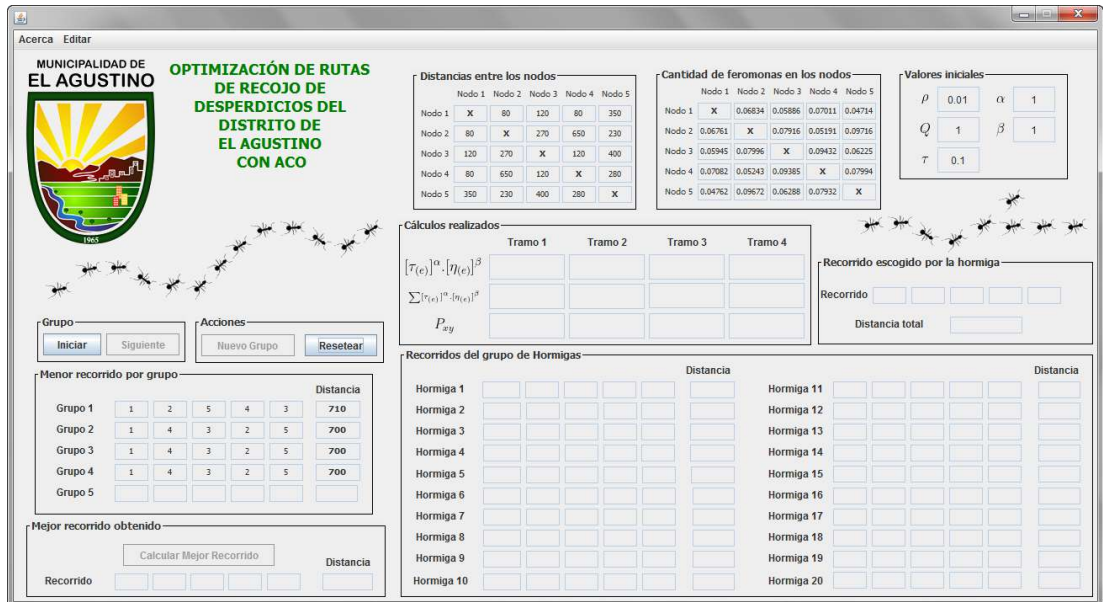 Acerca Editar
MUNICIPALIDAD DE
EL AGUSTINO
1965
OPTIMIZACIÓN DE RUTAS
DE RECOJO DE
DESPERDICIOS DEL
DISTRITO DE
EL AGUSTINO
CON ACO
Distancias entre los nodos
Nodo 1 Nodo 2 Nodo 3 Nodo 4 Nodo 5
Nodo 1 X 80 120 80 350
Nodo 2 80 X 270 650 230
Nodo 3 120 270 X 120 400
Nodo 4 80 650 120 X 280
Nodo 5 350 230 400 280 X
Cantidad de feromonas en los nodos
Nodo 1 Nodo 2 Nodo 3 Nodo 4 Nodo 5
Nodo 1 X 0.06834 0.05886 0.07011 0.04714
Nodo 2 0.06761 X 0.07916 0.05191 0.09716
Nodo 3 0.05945 0.07996 X 0.09432 0.06225
Nodo 4 0.07082 0.05243 0.09385 X 0.07994
Nodo 5 0.04762 0.09672 0.06288 0.07932 X
Valores iniciales
ρ 0.01 α 1
Q 1 β 1
τ 0.1
Cálculos realizados
Tramo 1 Tramo 2 Tramo 3 Tramo 4
[τ(e)]^α.[η(e)]^β
∑[τ(e)]^α.[η(e)]^β
Pxy
Recorrido escogido por la hormiga
Recorrido
Distancia total
Grupo
Iniciar Siguiente
Acciones
Nuevo Grupo Resetear
Menor recorrido por grupo
Distancia
Grupo 1 1 2 5 4 3 710
Grupo 2 1 4 3 2 5 700
Grupo 3 1 4 3 2 5 700
Grupo 4 1 4 3 2 5 700
Grupo 5
Mejor recorrido obtenido
Calcular Mejor Recorrido
Distancia
Recorrido
Recorridos del grupo de Hormigas
Distancia
Hormiga 1
Hormiga 2
Hormiga 3
Hormiga 4
Hormiga 5
Hormiga 6
Hormiga 7
Hormiga 8
Hormiga 9
Hormiga 10
Distancia
Hormiga 11
Hormiga 12
Hormiga 13
Hormiga 14
Hormiga 15
Hormiga 16
Hormiga 17
Hormiga 18
Hormiga 19
Hormiga 20